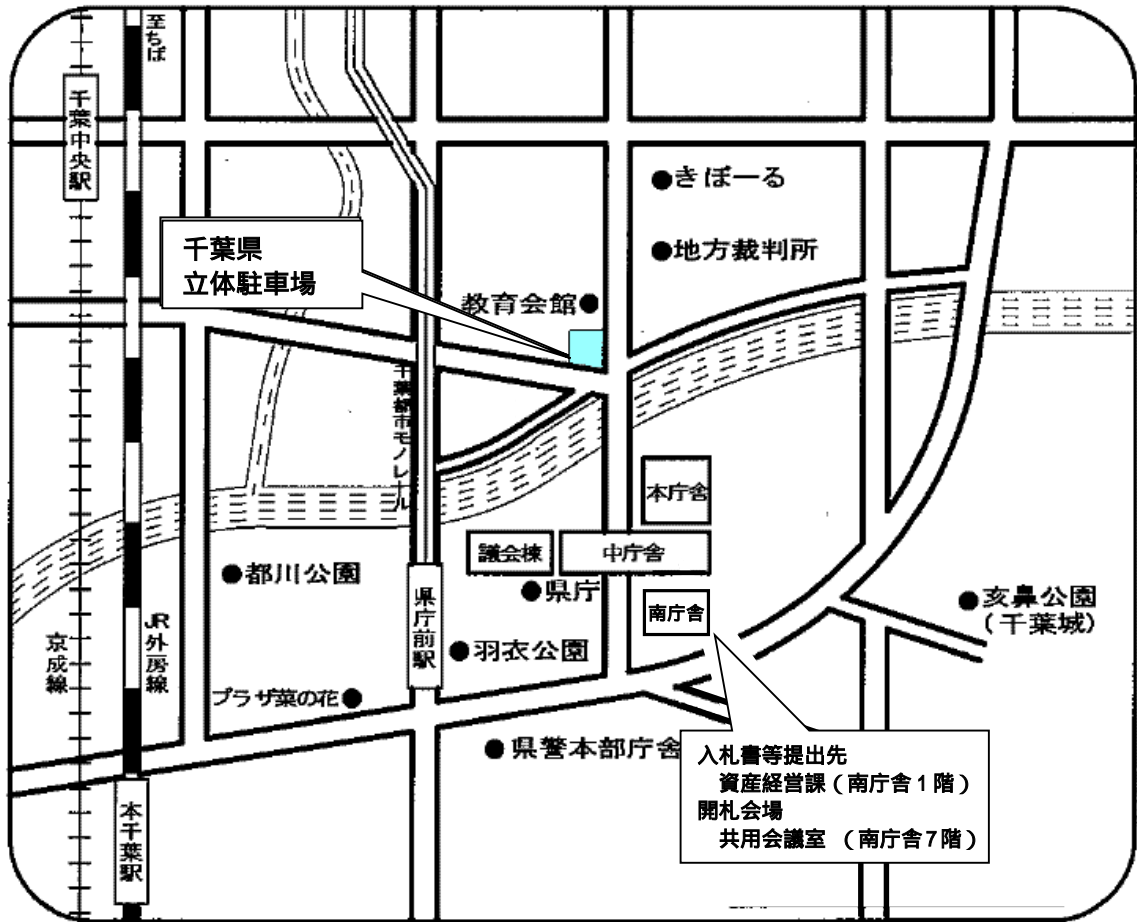 至ちば
千葉中央駅
きぼーる
地方裁判所
千葉県
立体駐車場
教育会館
千葉都市モノレール
本庁舎
議会棟
中庁舎
都川公園
県庁
県庁前駅
南庁舎
亥鼻公園
(千葉城)
京成線
JR外房線
羽衣公園
プラザ菜の花
県警本部庁舎
入札書等提出先
資産経営課(南庁舎1階)
開札会場
共用会議室 (南庁舎7階)
本千葉駅